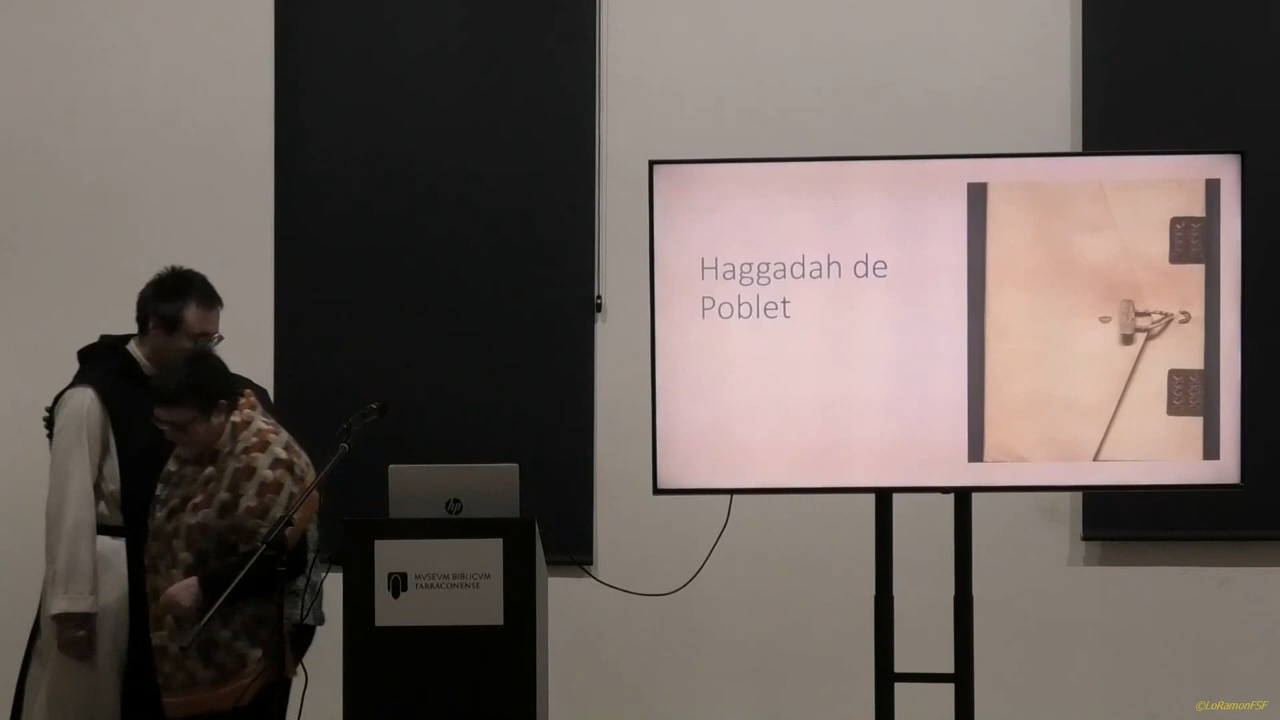 Haggadah de
Poblet
hp
MVSEVM BIBLICVM
TARRACONENSE
©LoRamonFSF